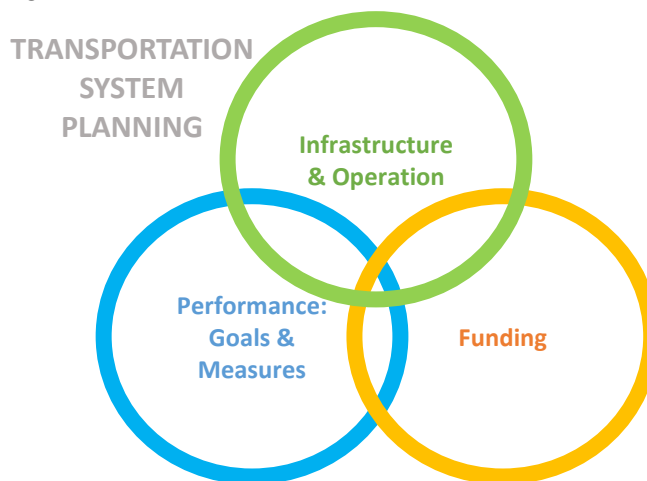 TRANSPORTATION
SYSTEM
PLANNING
Infrastructure
& Operation
Performance:
Goals &
Measures
Funding